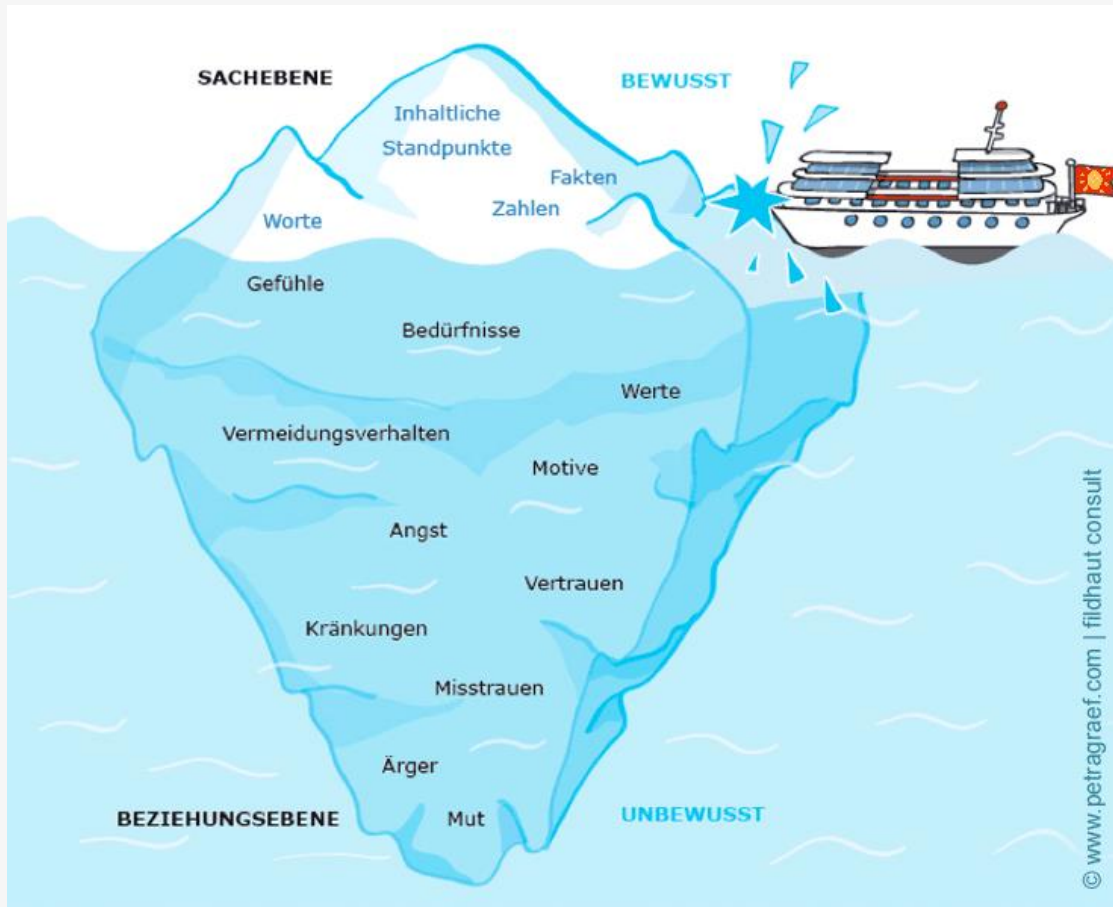 SACHEBENE
BEWUSST
Inhaltliche
Standpunkte
Fakten
Zahlen
Worte
Gefühle
Bedürfnisse
Werte
Vermeidungsverhalten
Motive
Angst
Vertrauen
Kränkungen
Misstrauen
Ärger
BEZIEHUNGSEBENE
Mut
UNBEWUSST
© www.petragraef.com | fildhaut consult